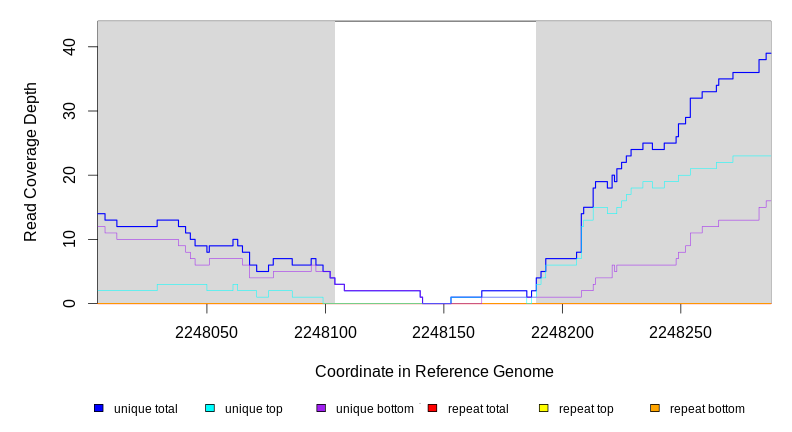 40
30
20
10
0
Read Coverage Depth
2248050 2248100 2248150 2248200 2248250
Coordinate in Reference Genome
unique total unique top unique bottom repeat total repeat top repeat bottom